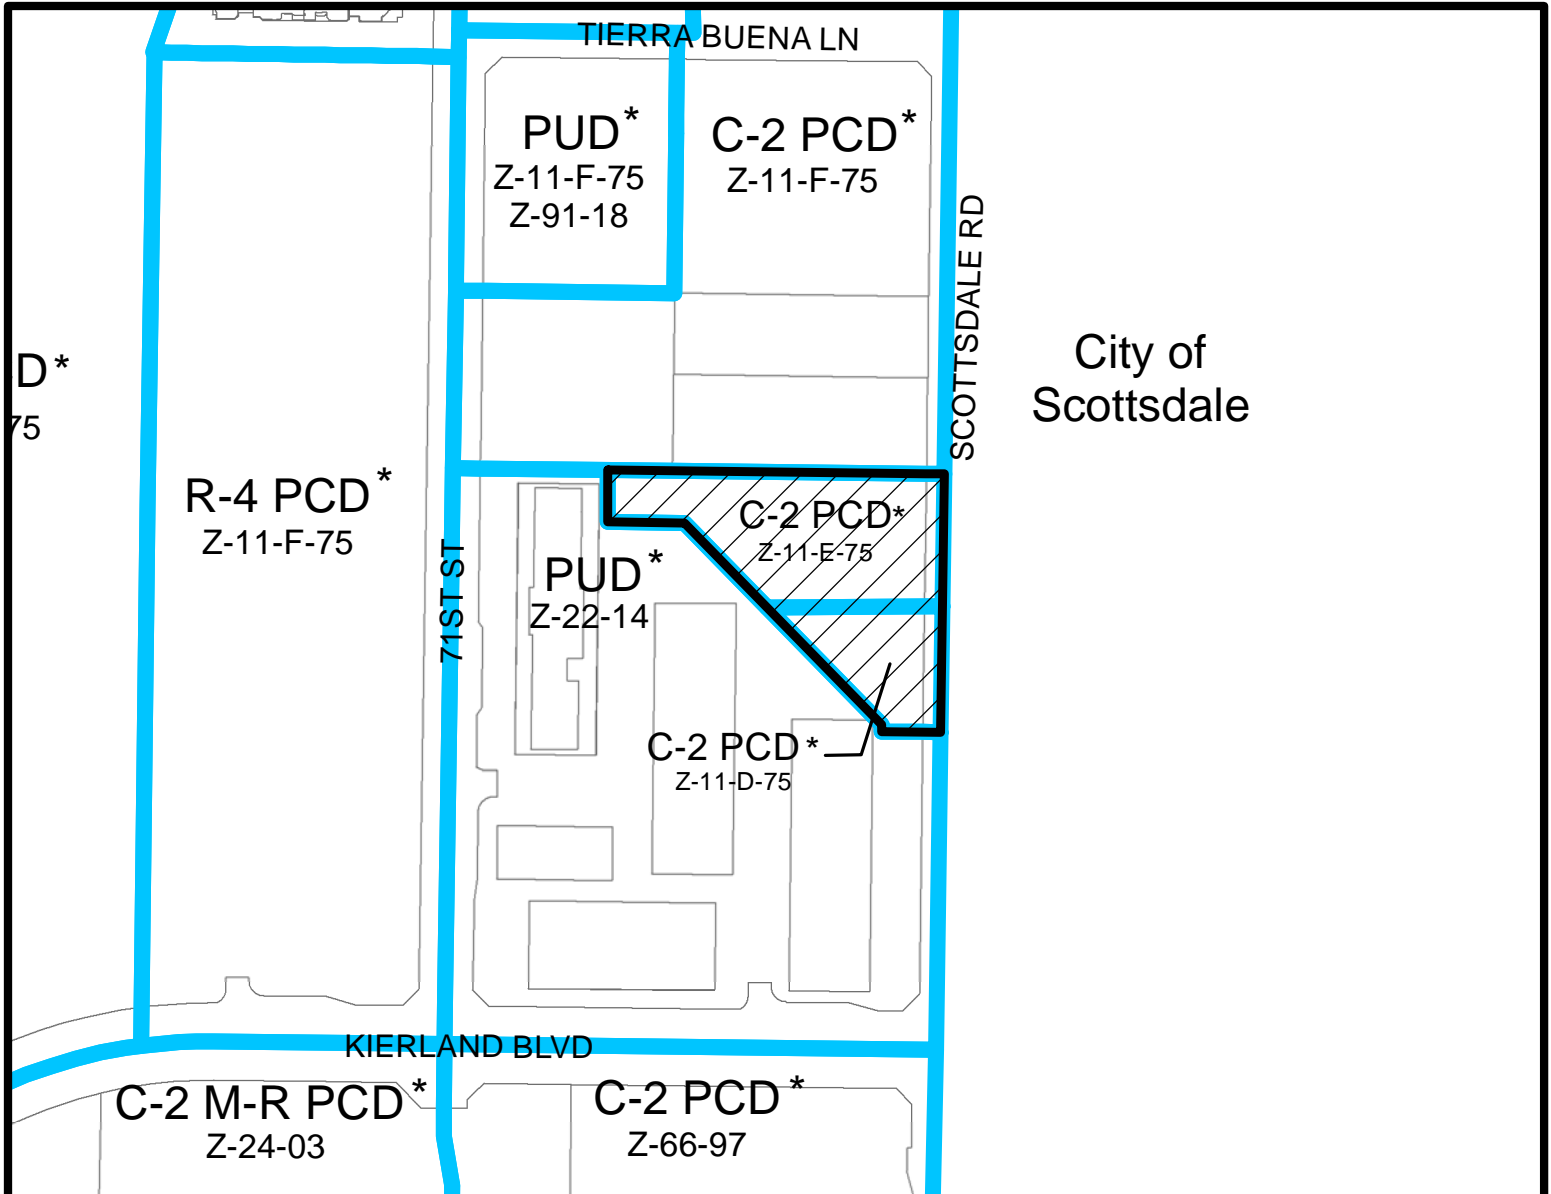 TIERRA BUENA LN
PUD*
Z-11-F-75
Z-91-18
C-2 PCD*
Z-11-F-75
SCOTTSDALE RD
City of
Scottsdale
D*
75
R-4 PCD*
Z-11-F-75
71ST ST
C-2 PCD*
Z-11-E-75
PUD*
Z-22-14
C-2 PCD*
Z-11-D-75
KIERLAND BLVD
C-2 M-R PCD*
Z-24-03
C-2 PCD*
Z-66-97